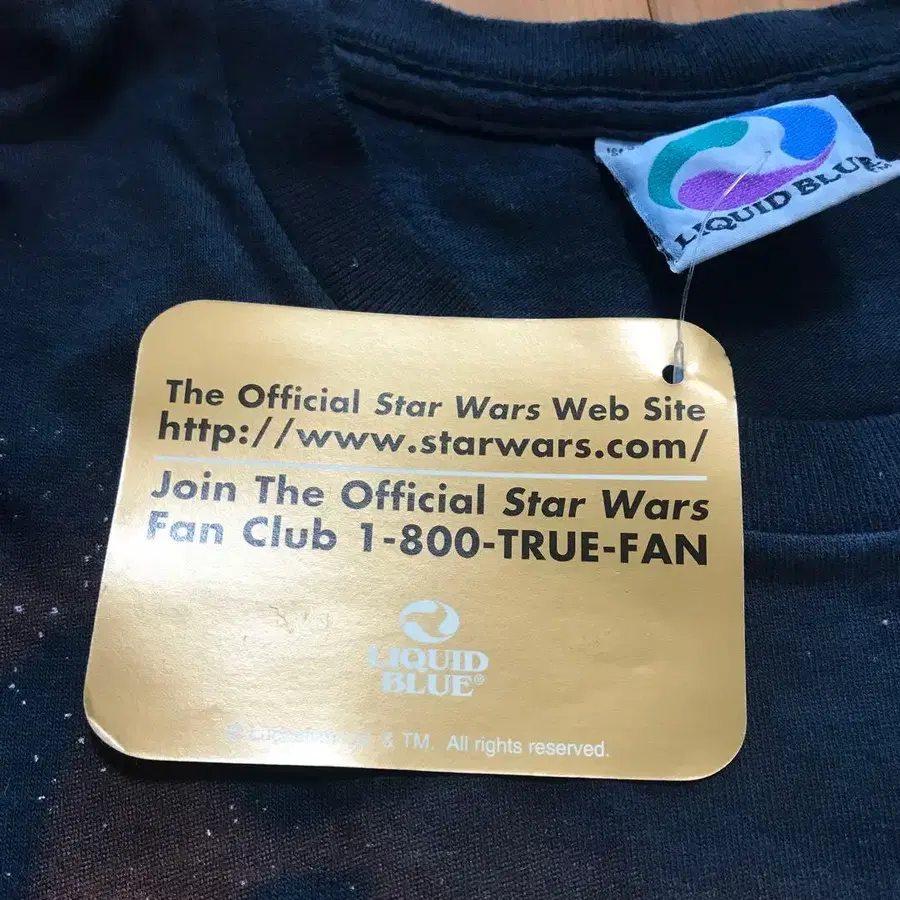 LIQUID BLUE
The Official Star Wars Web Site
http://www.starwars.com/
Join The Official Star Wars
Fan Club 1-800-TRUE-FAN
LIQUID
BLUE®
© Lucasfilm & TM. All rights reserved.